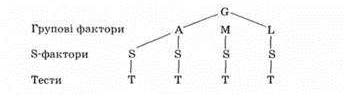 G
Групові фактори A M L
S-фактори S S S S
Тести T T T T